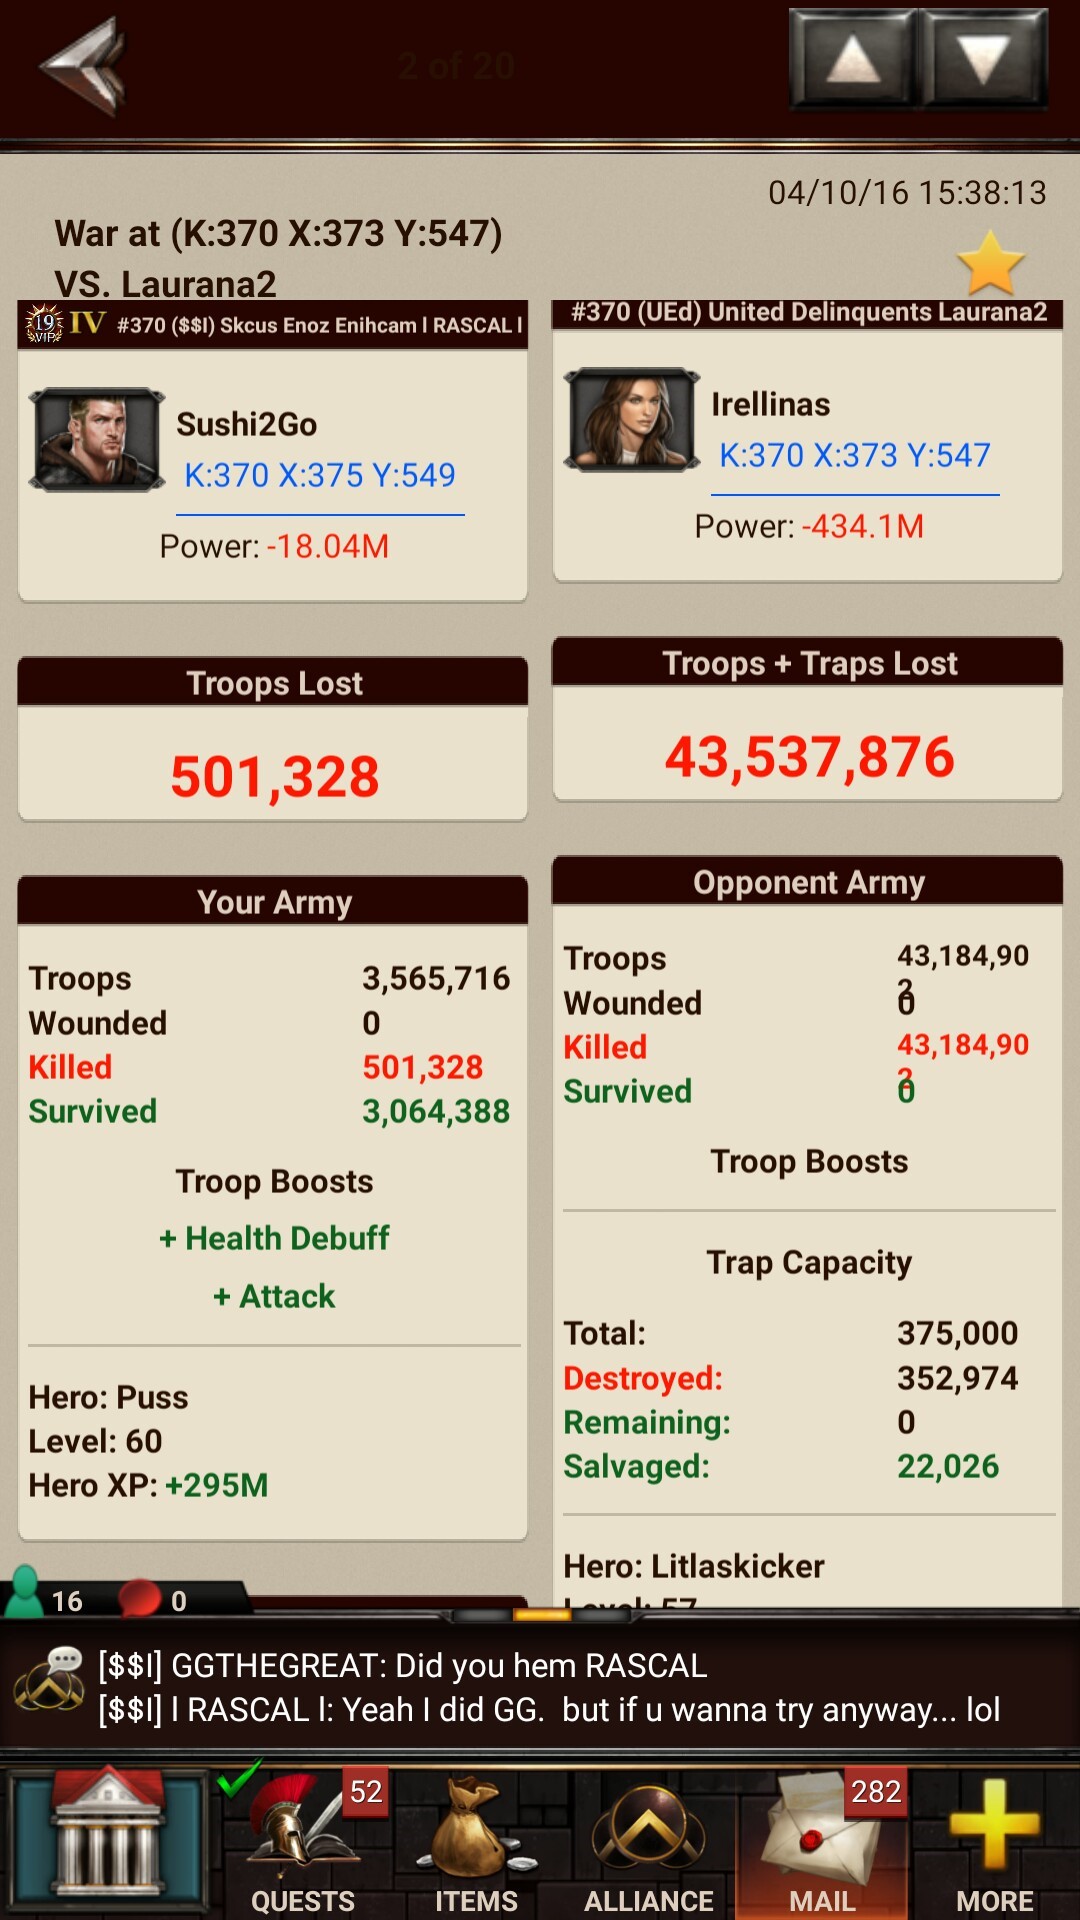 2 of 20
04/10/16 15:38:13
War at (K:370 X:373 Y:547)
VS. Laurana2
19 VIP IV #370 ($$I) Skcus Enoz Enihcam l RASCAL l
Sushi2Go
K:370 X:375 Y:549
Power: -18.04M
#370 (UEd) United Delinquents Laurana2
Irellinas
K:370 X:373 Y:547
Power: -434.1M
Troops Lost
501,328
Troops + Traps Lost
43,537,876
Your Army
Troops 3,565,716
Wounded 0
Killed 501,328
Survived 3,064,388
Troop Boosts
+ Health Debuff
+ Attack
Hero: Puss
Level: 60
Hero XP: +295M
Opponent Army
Troops 43,184,902
Wounded 0
Killed 43,184,902
Survived 0
Troop Boosts
Trap Capacity
Total: 375,000
Destroyed: 352,974
Remaining: 0
Salvaged: 22,026
Hero: Litlaskicker
Level: 57
16 0
[$$I] GGTHEGREAT: Did you hem RASCAL
[$$I] l RASCAL l: Yeah I did GG.  but if u wanna try anyway... lol
52
282
QUESTS
ITEMS
ALLIANCE
MAIL
MORE